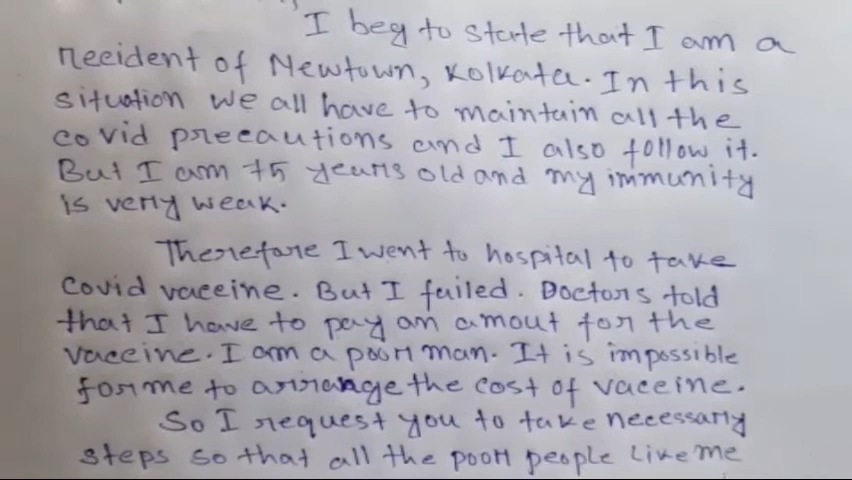 I beg to state that I am a
recident of Newtown, Kolkata. In this
situation we all have to maintain all the
covid precautions and I also follow it.
But I am 75 years old and my immunity
is very weak.
Therefore I went to hospital to take
covid vaccine. But I failed. Doctors told
that I have to pay an amout for the
vaccine. I am a poor man. It is impossible
for me to arrange the cost of vaccine.
So I request you to take necessary
steps so that all the poor people like me